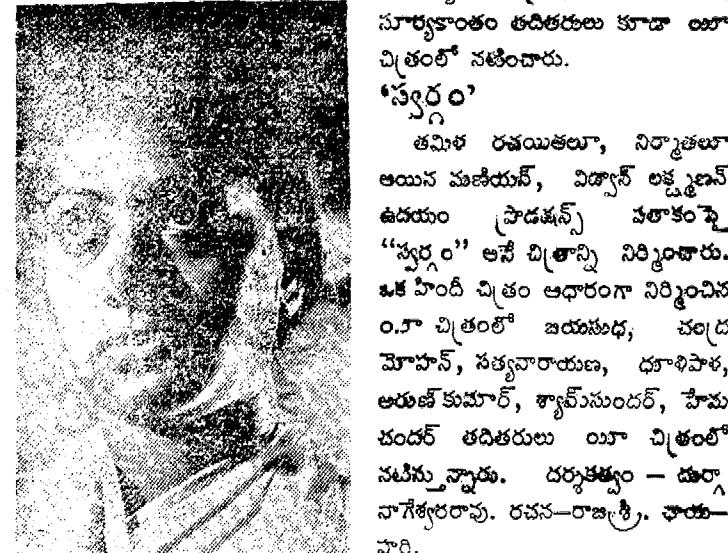 సూర్యకాంతం తదితరులు కూడా యీ
చిత్రంలో నటించారు.
‘స్వర్గం’
తమిళ రచయితలూ, నిర్మాతలూ
అయిన మణియన్, విద్వాన్ లక్ష్మణన్
ఉదయం ప్రొడక్షన్స్ పతాకంపై
“స్వర్గం” అనే చిత్రాన్ని నిర్మించారు.
ఒక హిందీ చిత్రం ఆధారంగా నిర్మించిన
చిత్రంలో జయసుధ, చంద్ర
మోహన్, సత్యనారాయణ, ధూళిపాళ,
అరుణ్ కుమార్, శ్యామ్‌సుందర్, హేమ
చందర్ తదితరులు యీ చిత్రంలో
నటిస్తున్నారు. దర్శకత్వం – దుర్గా
నాగేశ్వరరావు. రచన–రాజశ్రీ. ఛాయ–
హరి.